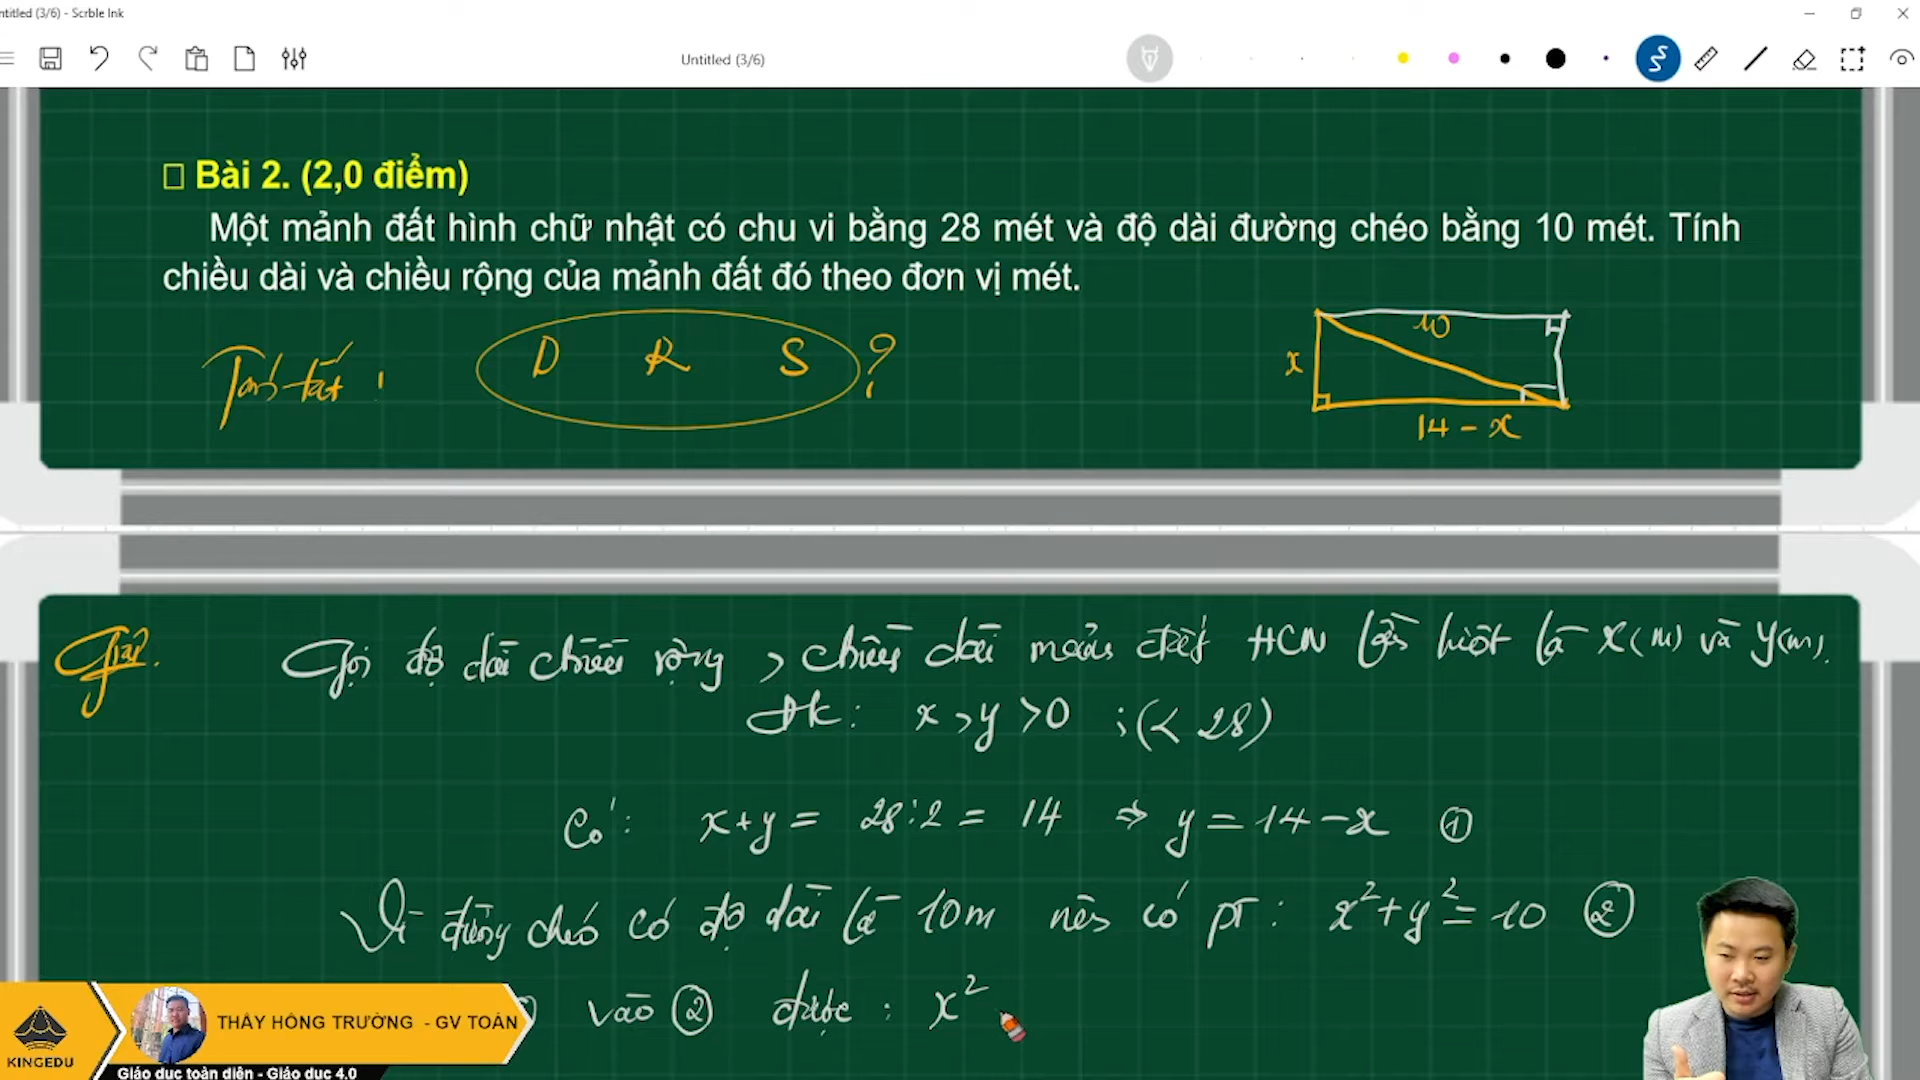 ntitled (3/6) - Scrble Ink
Untitled (3/6)
Bài 2. (2,0 điểm)
Một mảnh đất hình chữ nhật có chu vi bằng 28 mét và độ dài đường chéo bằng 10 mét. Tính
chiều dài và chiều rộng của mảnh đất đó theo đơn vị mét.
Tóm tắt :
D R S ?
10
x
14 - x
Giải.
Gọi độ dài chiều rộng, chiều dài mảnh đất HCN lần lượt là x(m) và y(m).
ĐK: x, y > 0 ; (< 28)
Có: x + y = 28:2 = 14 ⇒ y = 14 - x ①
Vì đường chéo có độ dài là 10m nên có pt: x² + y² = 10 ②
vào ② được : x²
KINGEDU
THẦY HỒNG TRƯỜNG - GV TOÁN
Giáo dục toàn diện - Giáo dục 4.0